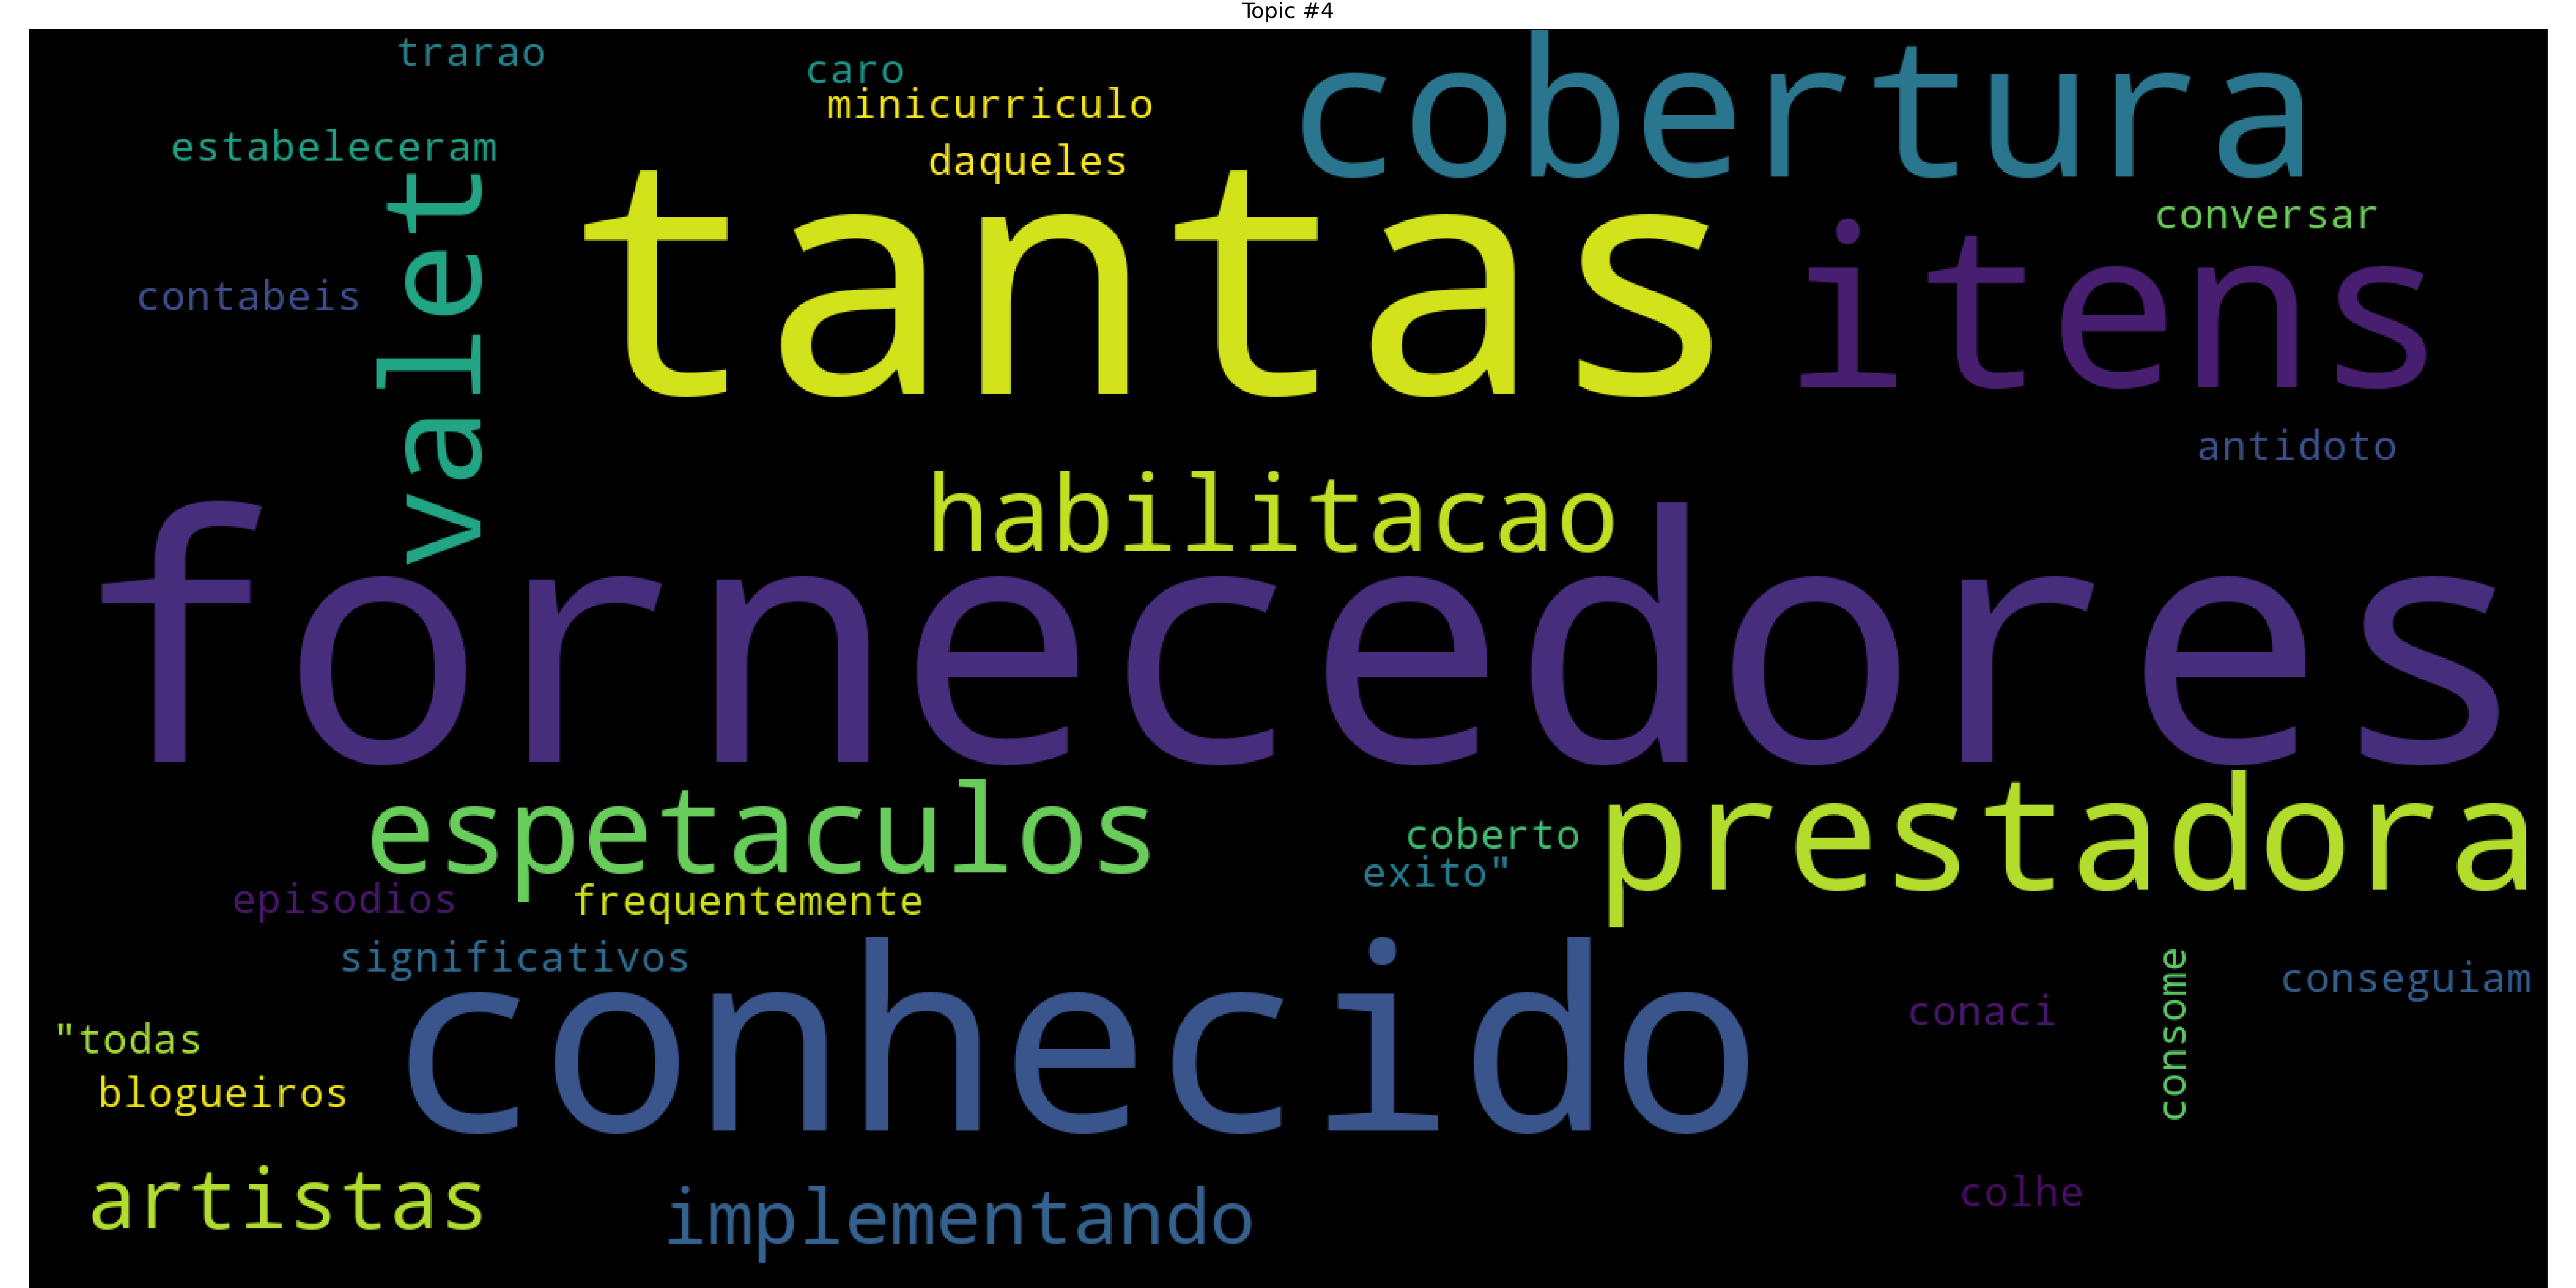 Topic #4
trarao
caro
cobertura
minicurriculo
estabeleceram
daqueles
valet
tantas
conversar
itens
contabeis
antidoto
habilitacao
fornecedores
espetaculos
prestadora
coberto
exito"
episodios
frequentemente
significativos
conhecido
consome
conseguiam
conaci
"todas
blogueiros
artistas
implementando
colhe